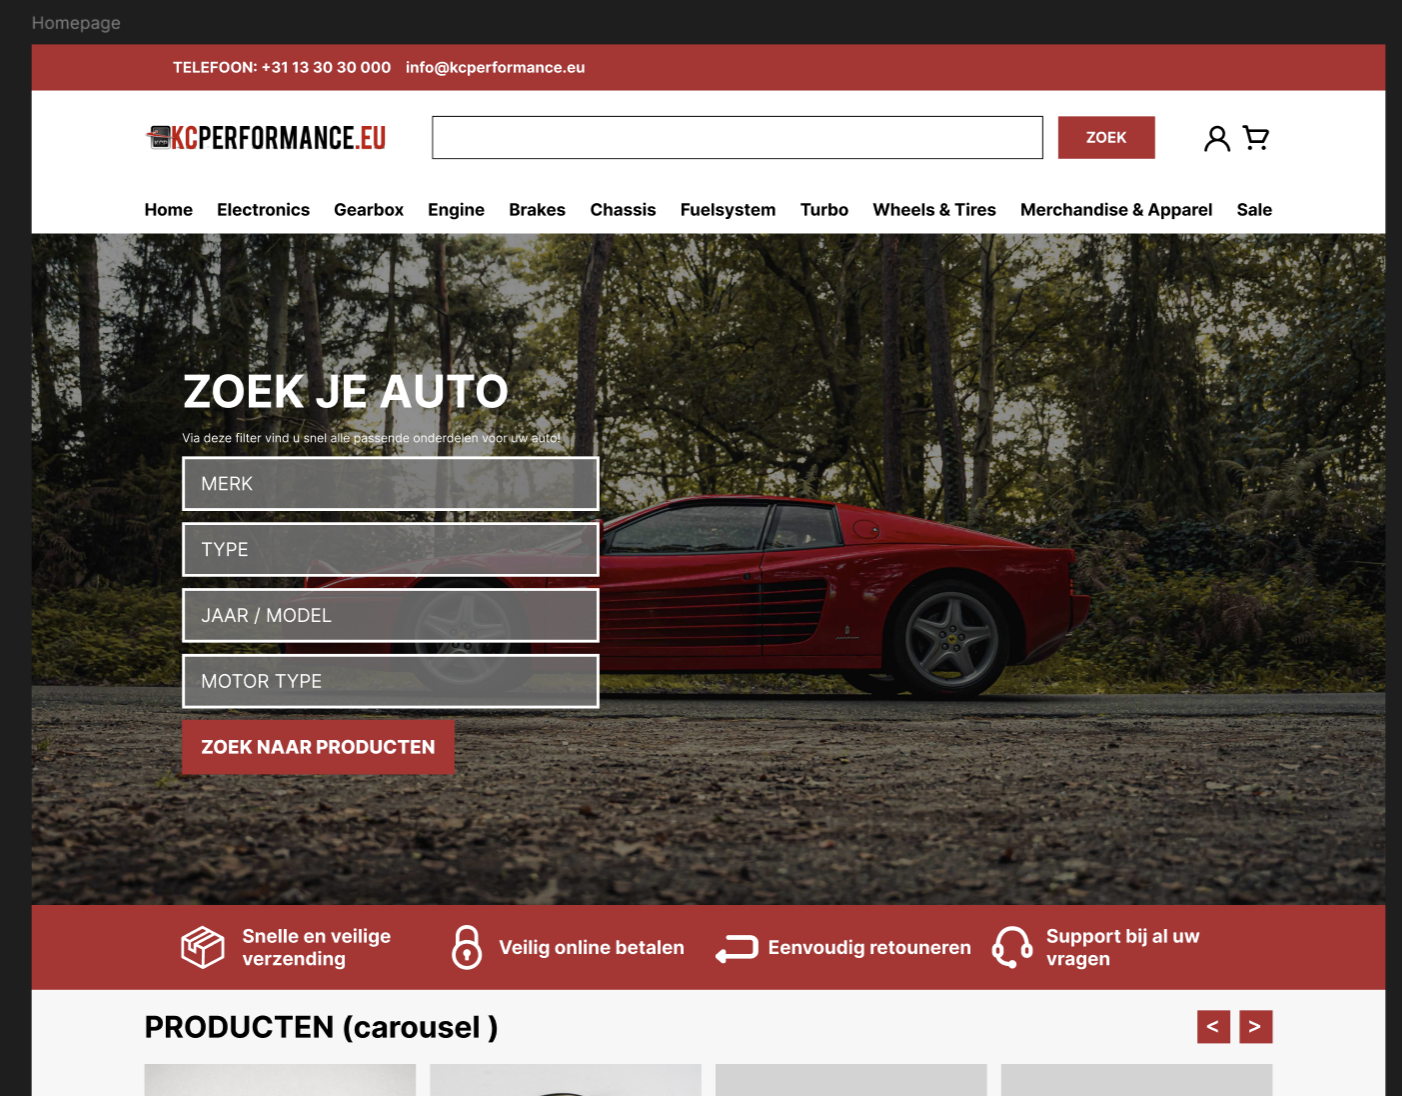 Homepage
TELEFOON: +31 13 30 30 000 info@kcperformance.eu
KCPERFORMANCE.EU
ZOEK
Home Electronics Gearbox Engine Brakes Chassis Fuelsystem Turbo Wheels & Tires Merchandise & Apparel Sale
ZOEK JE AUTO
Via deze filter vind u snel alle passende onderdelen voor uw auto!
MERK
TYPE
JAAR / MODEL
MOTOR TYPE
ZOEK NAAR PRODUCTEN
Snelle en veilige
verzending
Veilig online betalen
Eenvoudig retouneren
Support bij al uw
vragen
PRODUCTEN (carousel )
< >